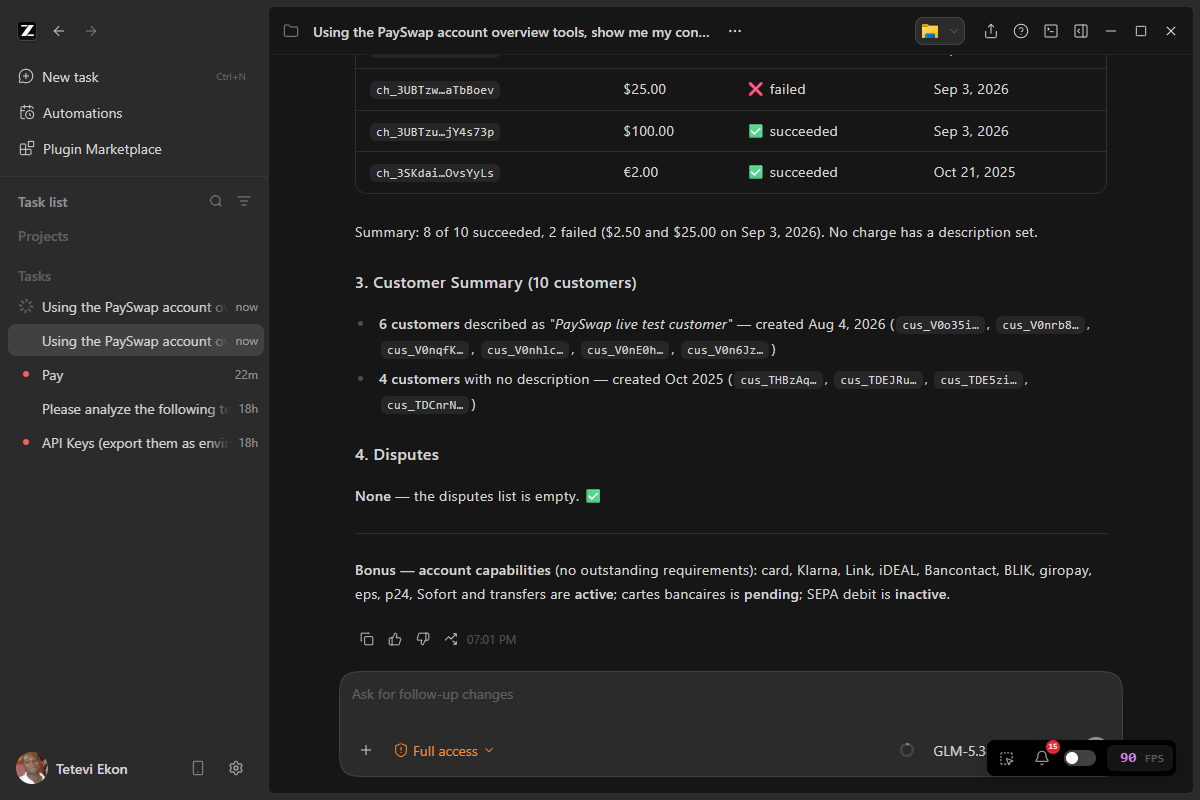 Z
Using the PaySwap account overview tools, show me my con... ...
New task Ctrl+N
Automations
Plugin Marketplace
Task list
Projects
Tasks
Using the PaySwap account ov now
Using the PaySwap account ov now
Pay 22m
Please analyze the following te 18h
API Keys (export them as envir 18h
Tetevi Ekon
ch_3UBTzw…aTbBoev $25.00 ❌ failed Sep 3, 2026
ch_3UBTzu…jY4s73p $100.00 ✅ succeeded Sep 3, 2026
ch_3SKdai…OvsYyLs €2.00 ✅ succeeded Oct 21, 2025
Summary: 8 of 10 succeeded, 2 failed ($2.50 and $25.00 on Sep 3, 2026). No charge has a description set.
3. Customer Summary (10 customers)
• 6 customers described as "PaySwap live test customer" — created Aug 4, 2026 ( cus_V0o35i… , cus_V0nrb8… ,
cus_V0nqfK… , cus_V0nhlc… , cus_V0nE0h… , cus_V0n6Jz… )
• 4 customers with no description — created Oct 2025 ( cus_THBzAq… , cus_TDEJRu… , cus_TDE5zi… ,
cus_TDCnrN… )
4. Disputes
None — the disputes list is empty. ✅
Bonus — account capabilities (no outstanding requirements): card, Klarna, Link, iDEAL, Bancontact, BLIK, giropay,
eps, p24, Sofort and transfers are active; cartes bancaires is pending; SEPA debit is inactive.
07:01 PM
Ask for follow-up changes
Full access
GLM-5.3
15
90 FPS